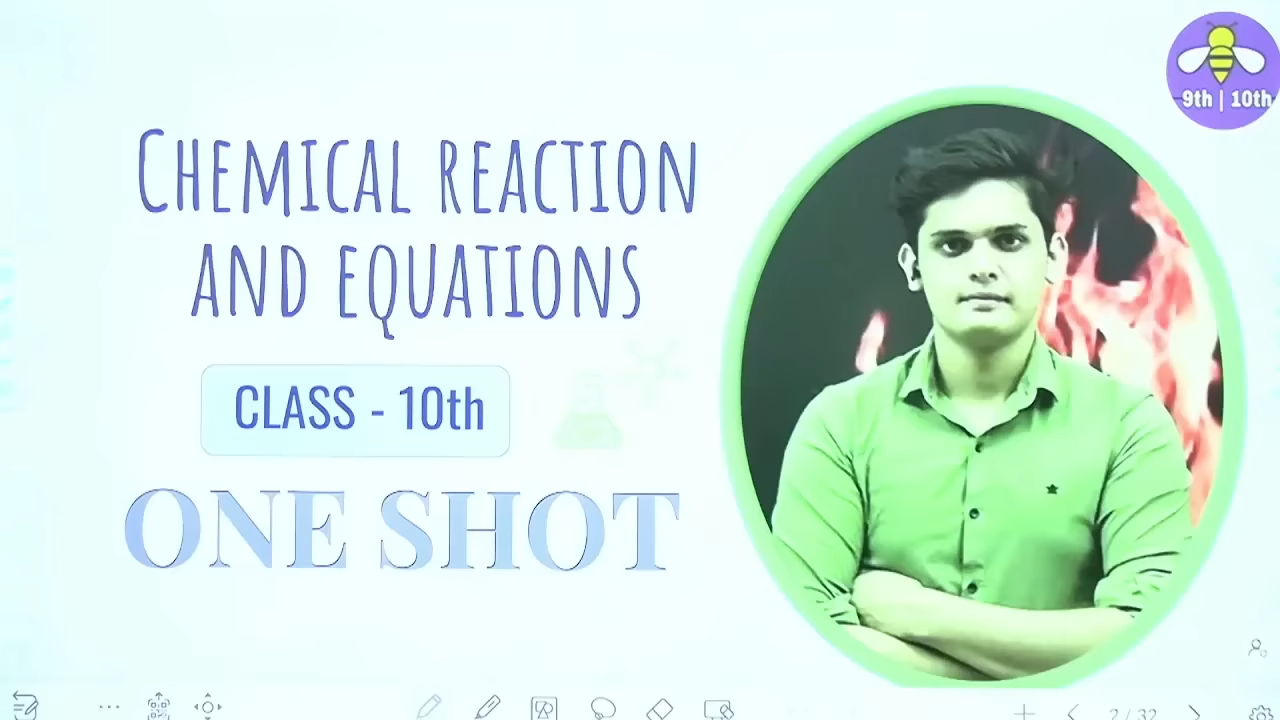 9th | 10th
CHEMICAL REACTION
AND EQUATIONS
CLASS - 10th
ONE SHOT
2 / 32